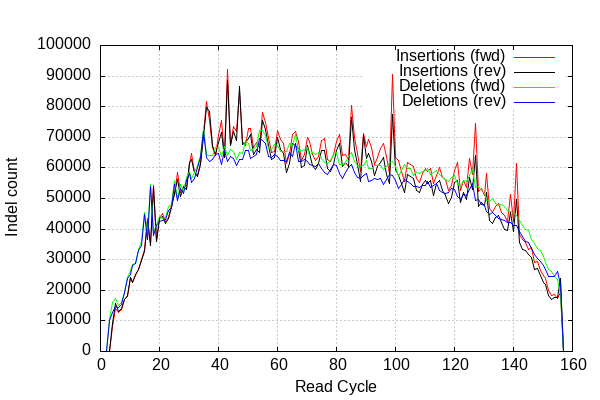 100000
90000
80000
70000
60000
50000
40000
30000
20000
10000
0
Indel count
Insertions (fwd)
Insertions (rev)
Deletions (fwd)
Deletions (rev)
0 20 40 60 80 100 120 140 160
Read Cycle